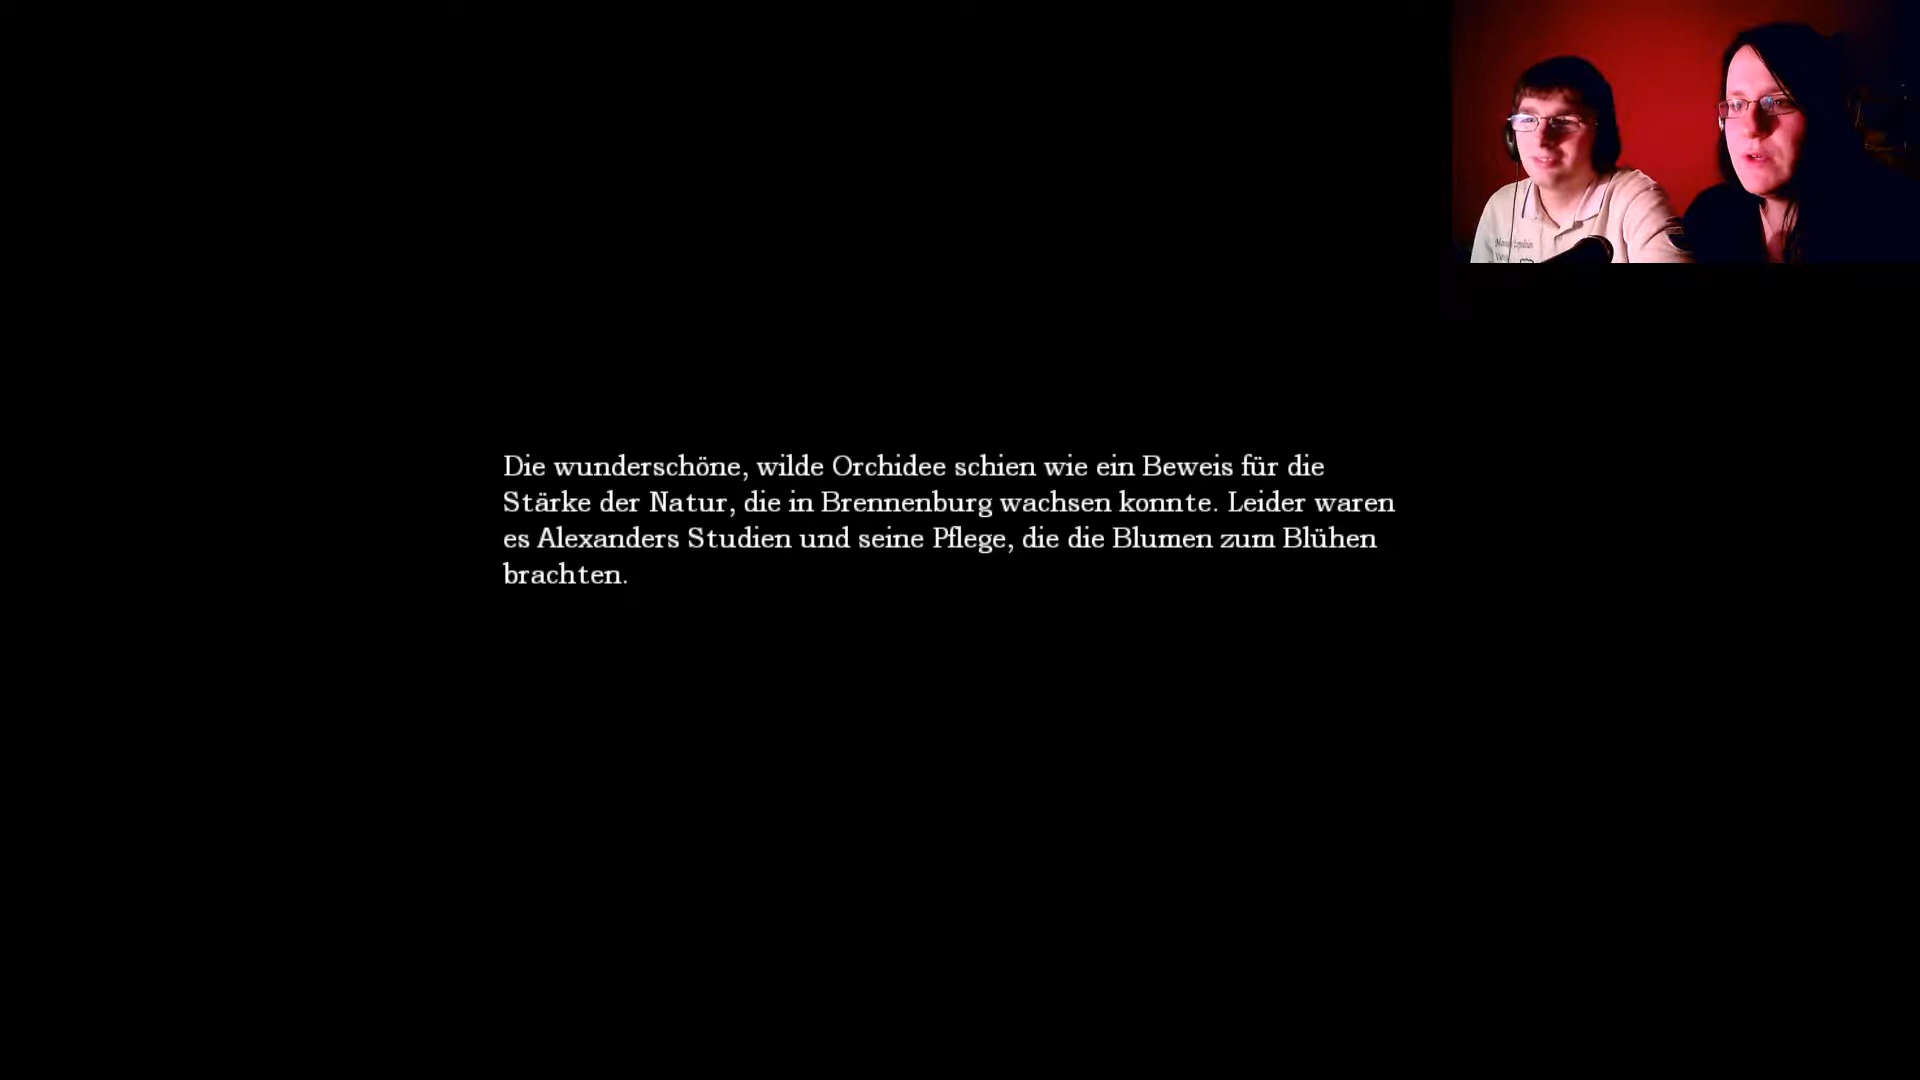 Die wunderschöne, wilde Orchidee schien wie ein Beweis für die
Stärke der Natur, die in Brennenburg wachsen konnte. Leider waren
es Alexanders Studien und seine Pflege, die die Blumen zum Blühen
brachten.